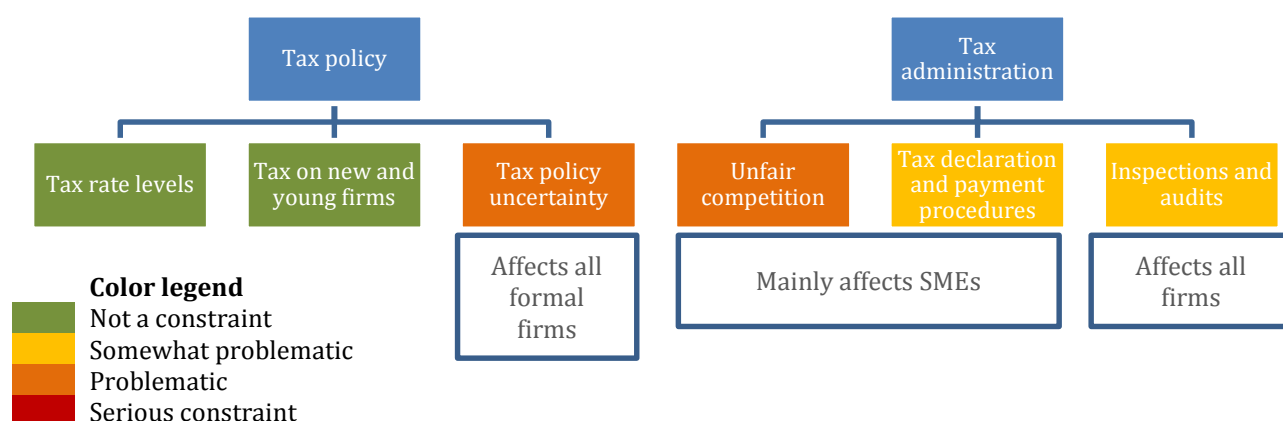 Tax policy
Tax
administration
Tax rate levels
Tax on new and
young firms
Tax policy
uncertainty
Unfair
competition
Tax declaration
and payment
procedures
Inspections and
audits
Affects all
formal
firms
Mainly affects SMEs
Affects all
firms
Color legend
Not a constraint
Somewhat problematic
Problematic
Serious constraint